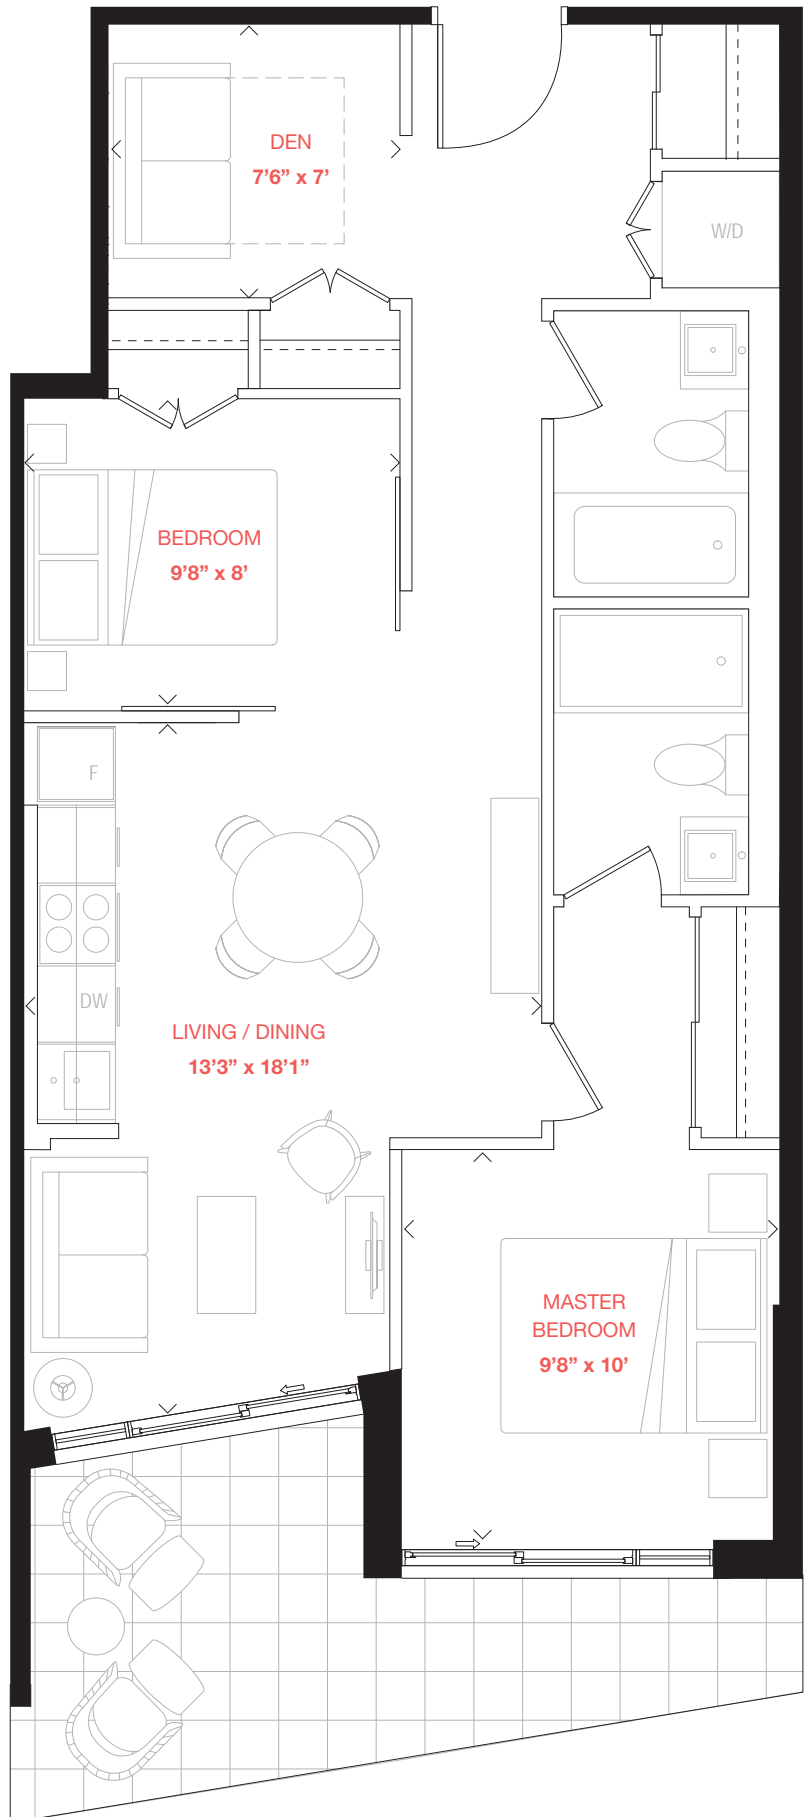 DEN
7’6” x 7’
W/D
BEDROOM
9’8” x 8’
F
DW
LIVING / DINING
13’3” x 18’1”
MASTER
BEDROOM
9’8” x 10’